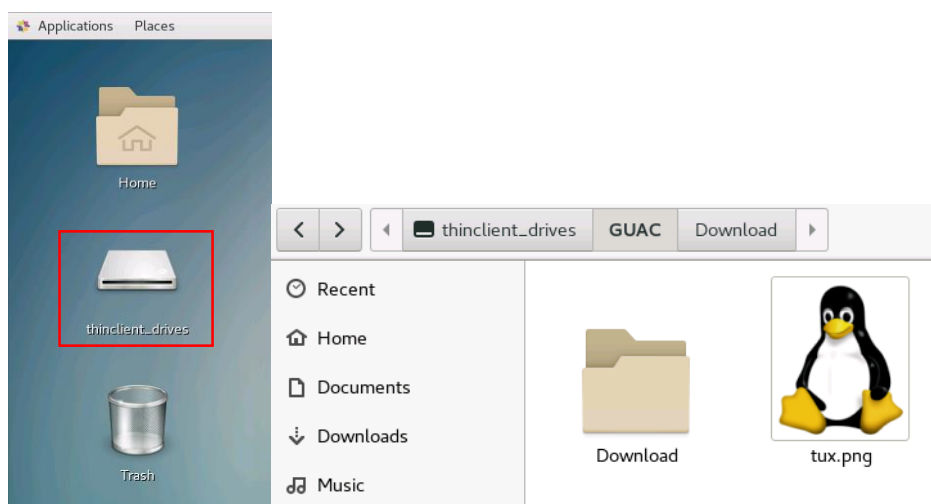 Applications Places
Home
thinclient_drives
Trash
thinclient_drives GUAC Download
Recent
Home
Documents
Downloads
Music
Download
tux.png